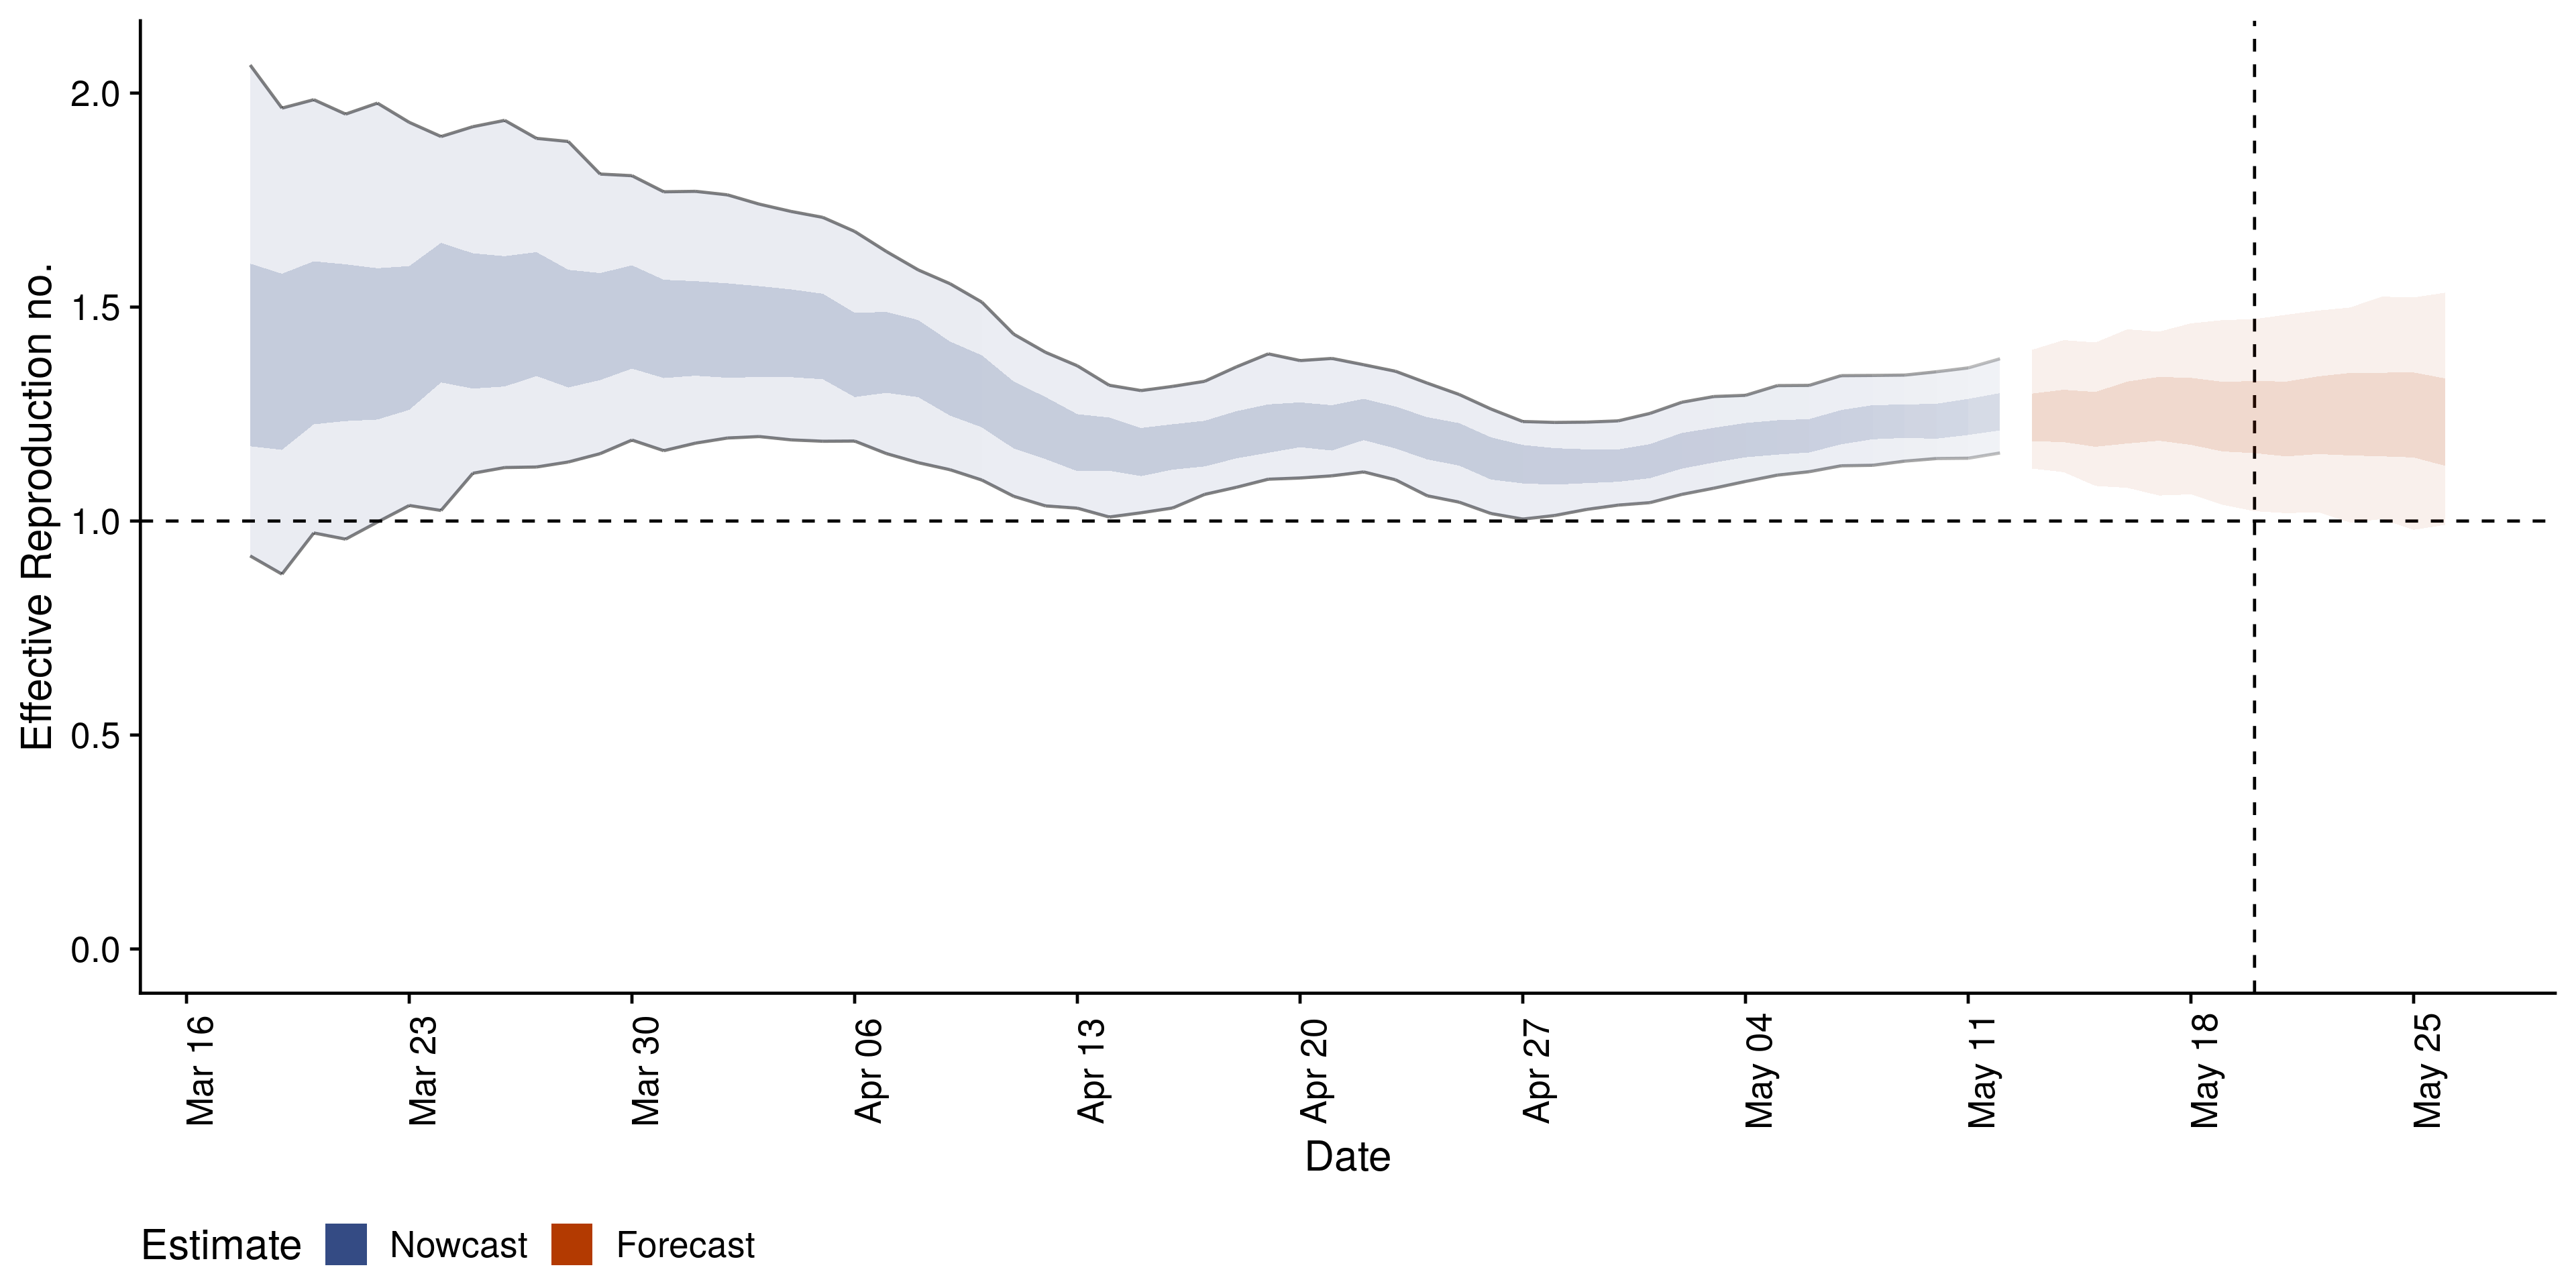 Effective Reproduction no.
2.0
1.5
1.0
0.5
0.0
Mar 16
Mar 23
Mar 30
Apr 06
Apr 13
Apr 20
Apr 27
May 04
May 11
May 18
May 25
Date
Estimate Nowcast Forecast